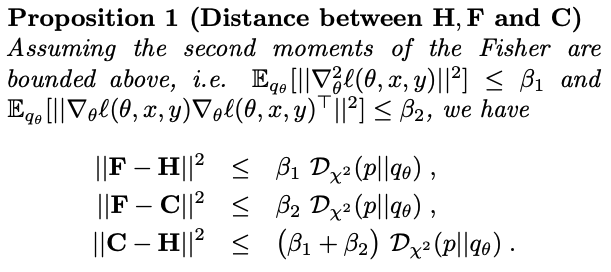 Proposition 1 (Distance between H, F and C)
Assuming the second moments of the Fisher are
bounded above, i.e. 𝔼_{q_θ}[||∇²_θ ℓ(θ, x, y)||²] ≤ β₁ and
𝔼_{q_θ}[||∇_θ ℓ(θ, x, y)∇_θ ℓ(θ, x, y)^⊤||²] ≤ β₂, we have
||F − H||² ≤ β₁ 𝒟_{χ²}(p||q_θ) ,
||F − C||² ≤ β₂ 𝒟_{χ²}(p||q_θ) ,
||C − H||² ≤ (β₁ + β₂) 𝒟_{χ²}(p||q_θ) .